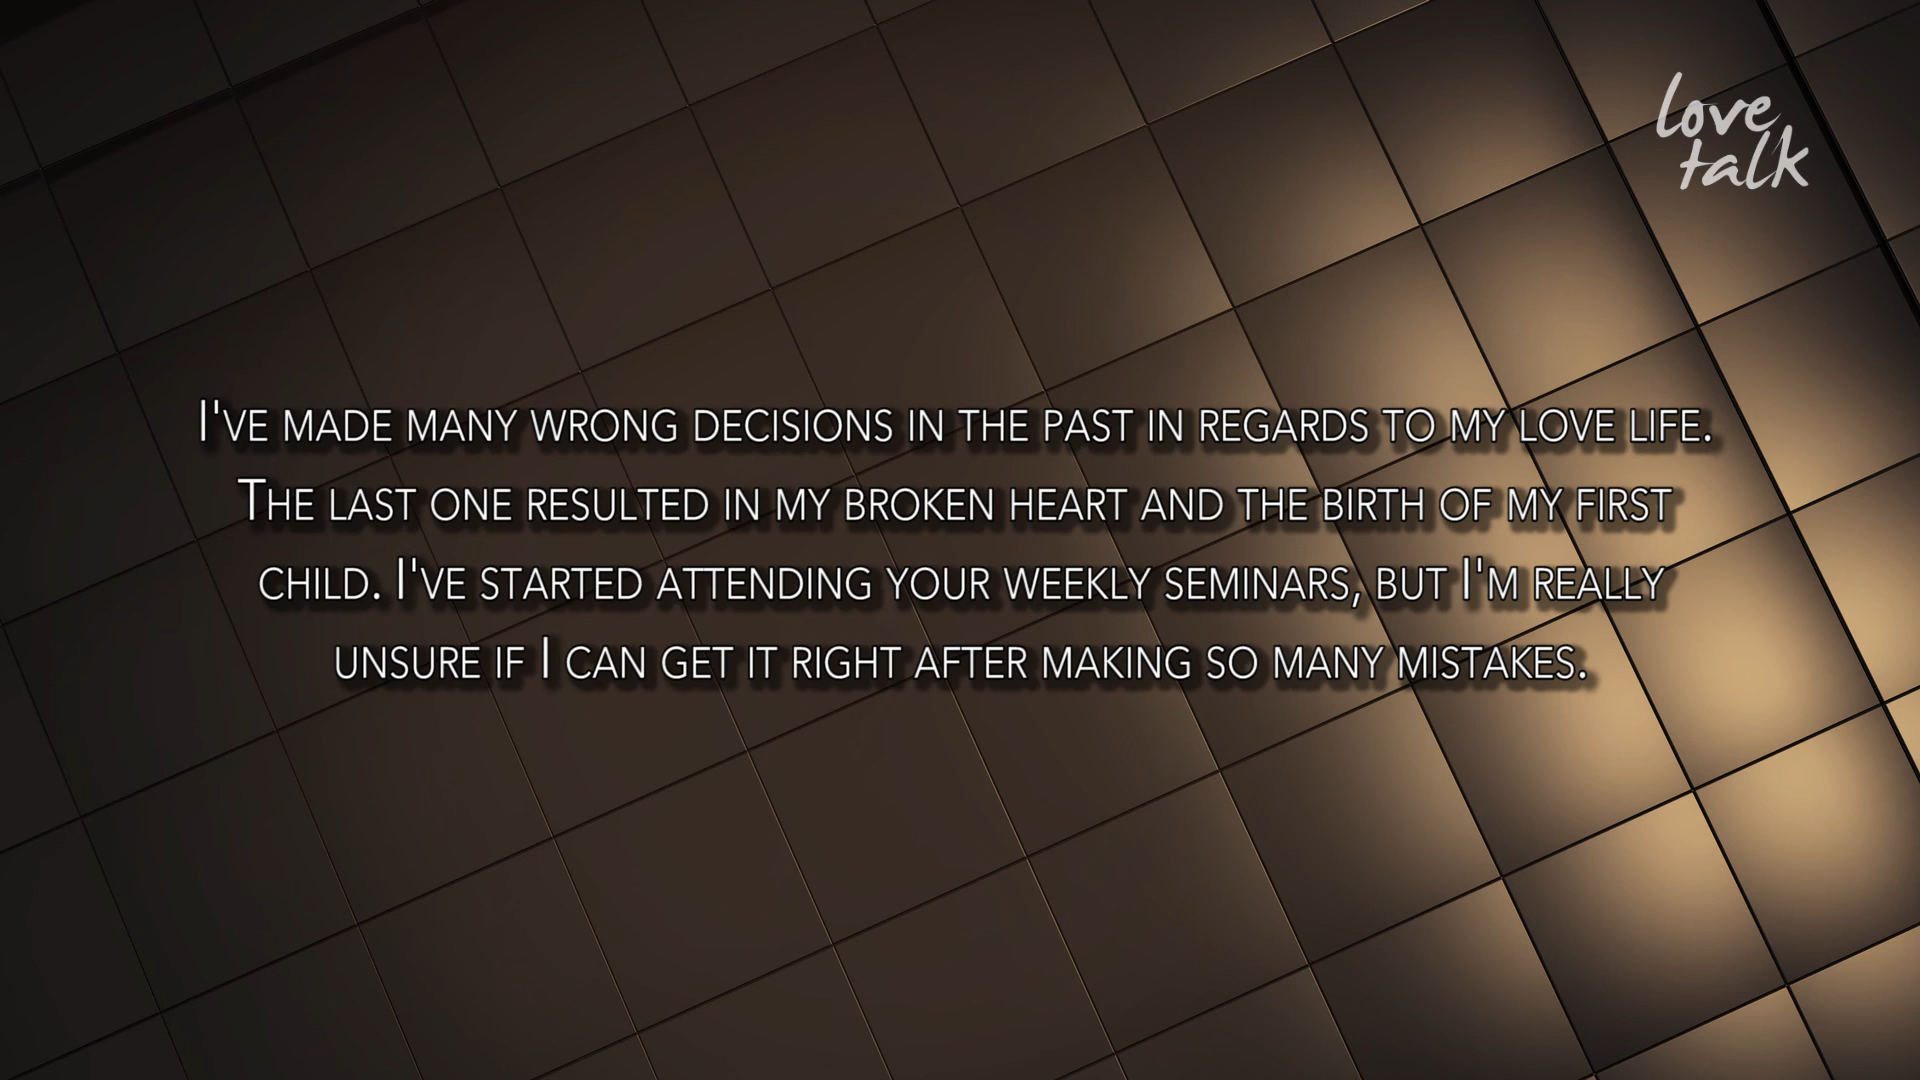 love
talk
I'VE MADE MANY WRONG DECISIONS IN THE PAST IN REGARDS TO MY LOVE LIFE.
THE LAST ONE RESULTED IN MY BROKEN HEART AND THE BIRTH OF MY FIRST
CHILD. I'VE STARTED ATTENDING YOUR WEEKLY SEMINARS, BUT I'M REALLY
UNSURE IF I CAN GET IT RIGHT AFTER MAKING SO MANY MISTAKES.